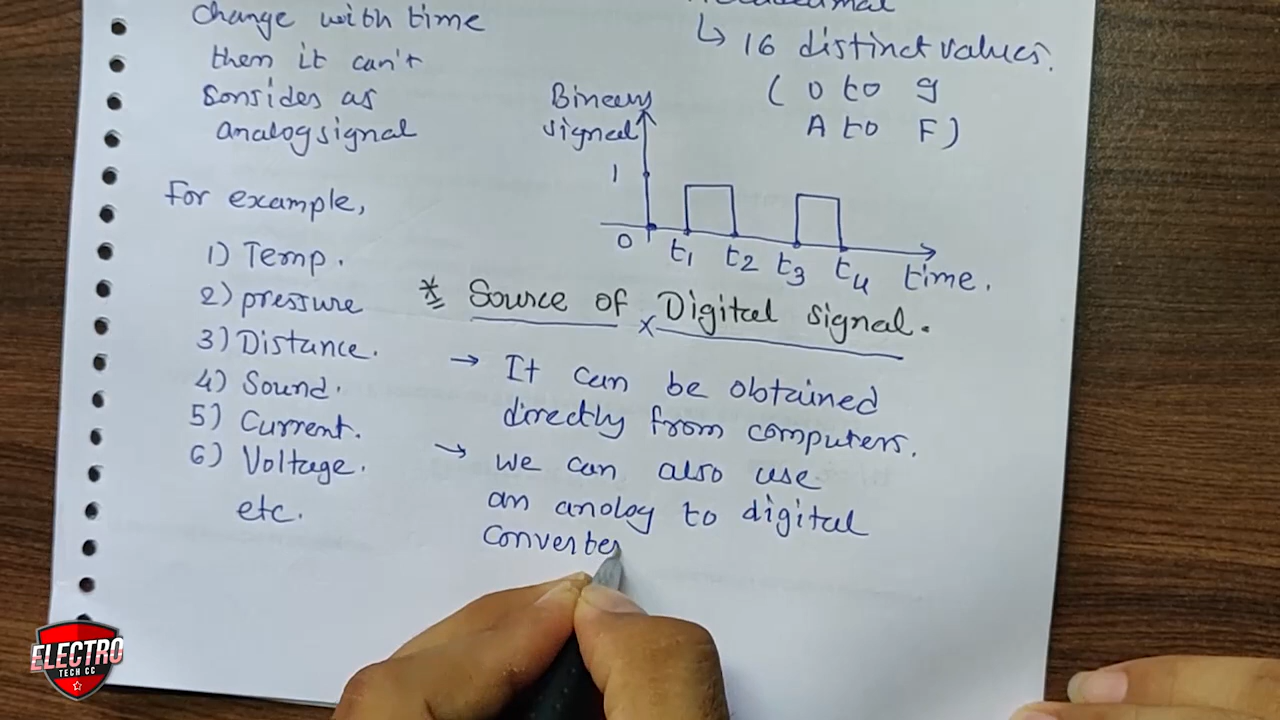 change with time
then it can't
Sonsides as
analog signal
For example,
1) Temp.
2) pressure
3) Distance.
4) Sound.
5) Current.
6) Voltage.
etc.
↳ 16 distinct values.
( 0 to 9
A to F)
Bineary
signal
1
0
t1 t2 t3 t4 time.
* Source of Digital signal.
→ It can be obtained
directly from computers.
→ we can also use
an anolog to digital
Converter
ELECTRO
TECH CC